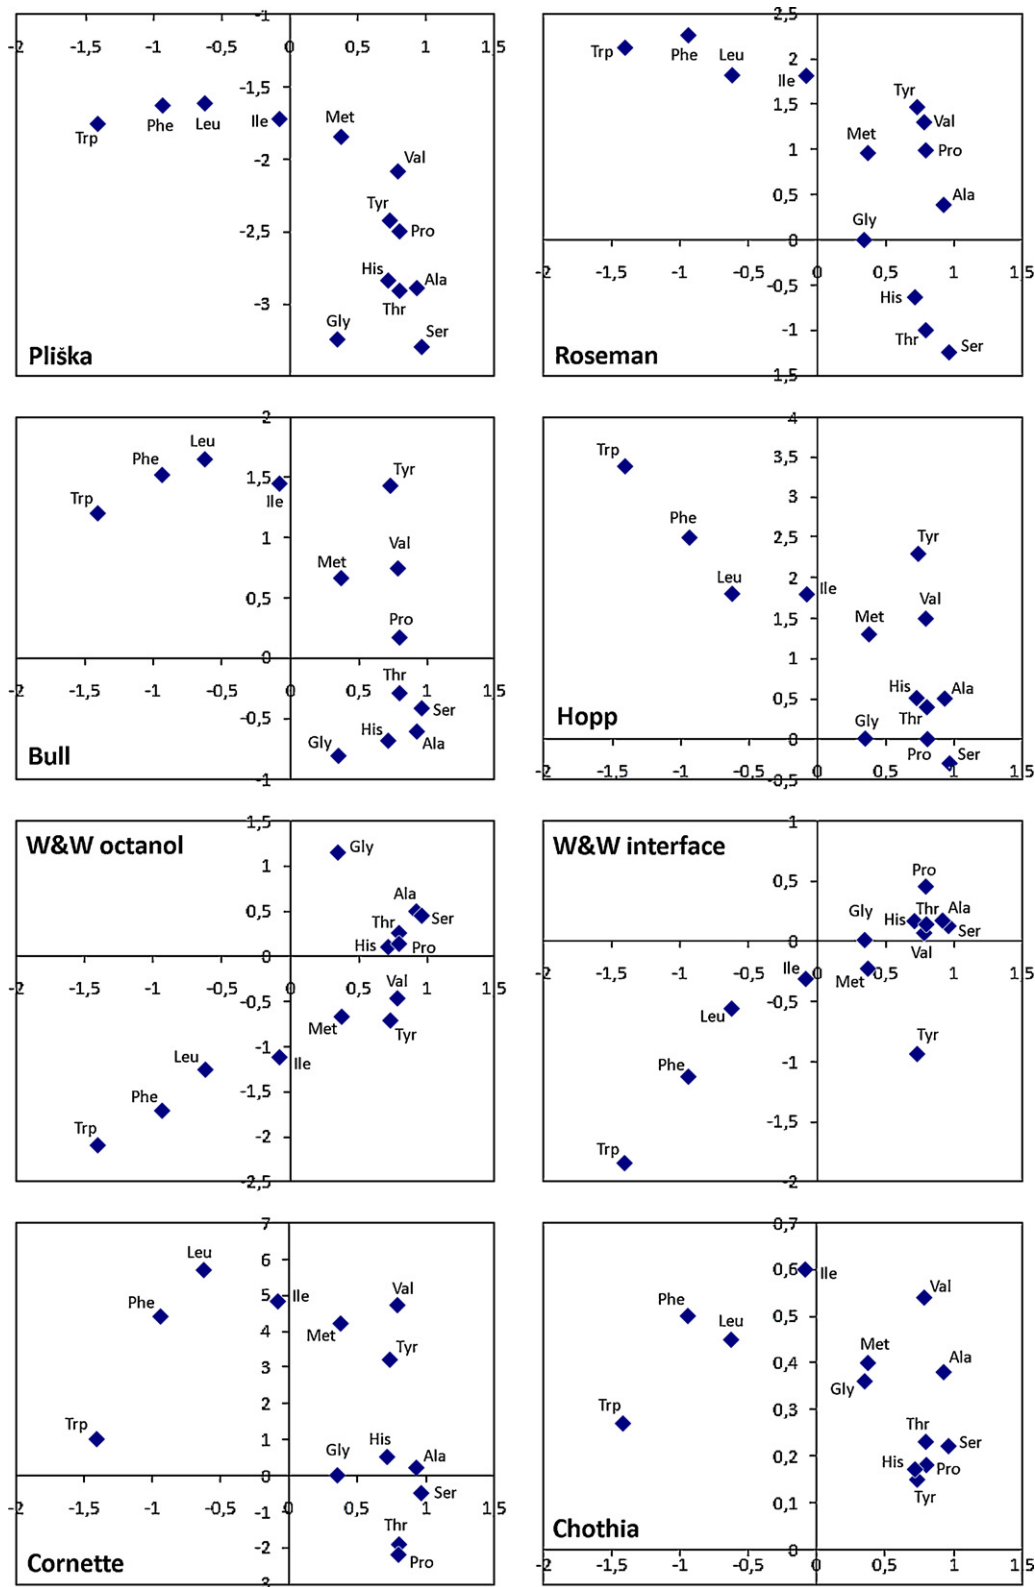 -1
2,5
-2 -1,5 -1 -0,5 0 0,5 1 1,5
Trp Phe Leu Ile Met Val Tyr Pro His Ala Thr Gly Ser
-1,5
-2
-2,5
-3
Pliška
2
1,5
1
0,5
0
-2 -1,5 -1 -0,5 0 0,5 1 1,5
-0,5
-1
1,5
Trp Phe Leu Ile Tyr Val Met Pro Ala Gly His Thr Ser
Roseman
2
1,5
1
0,5
0
-2 -1,5 -1 -0,5 0 0,5 1 1,5
-0,5
-1
Leu Phe Trp Ile Tyr Val Met Pro Thr Ser His Ala Gly
Bull
4
3,5
3
2,5
2
1,5
1
0,5
0
-2 -1,5 -1 -0,5 0 0,5 1 1,5
-0,5
Trp Phe Tyr Leu Ile Val Met His Ala Gly Thr Pro Ser
Hopp
W&W octanol
1,5
1
0,5
0
-2 -1,5 -1 -0,5 0 0,5 1 1,5
-0,5
-1
-1,5
-2
-2,5
Gly Ala Thr Ser His Pro Val Met Tyr Leu Ile Phe Trp
W&W interface
1
0,5
0
-2 -1,5 -1 -0,5 0 0,5 1 1,5
-0,5
-1
-1,5
-2
Pro Gly His Thr Ala Ser Val Ile Met Leu Tyr Phe Trp
7
6
5
4
3
2
1
0
-2 -1,5 -1 -0,5 0 0,5 1 1,5
-1
-2
3
Leu Phe Ile Val Met Tyr Trp Gly His Ala Ser Thr Pro
Cornette
0,7
0,6
0,5
0,4
0,3
0,2
0,1
0
-2 -1,5 -1 -0,5 0 0,5 1 1,5
Ile Phe Val Leu Met Ala Gly Trp Thr Ser His Pro Tyr
Chothia